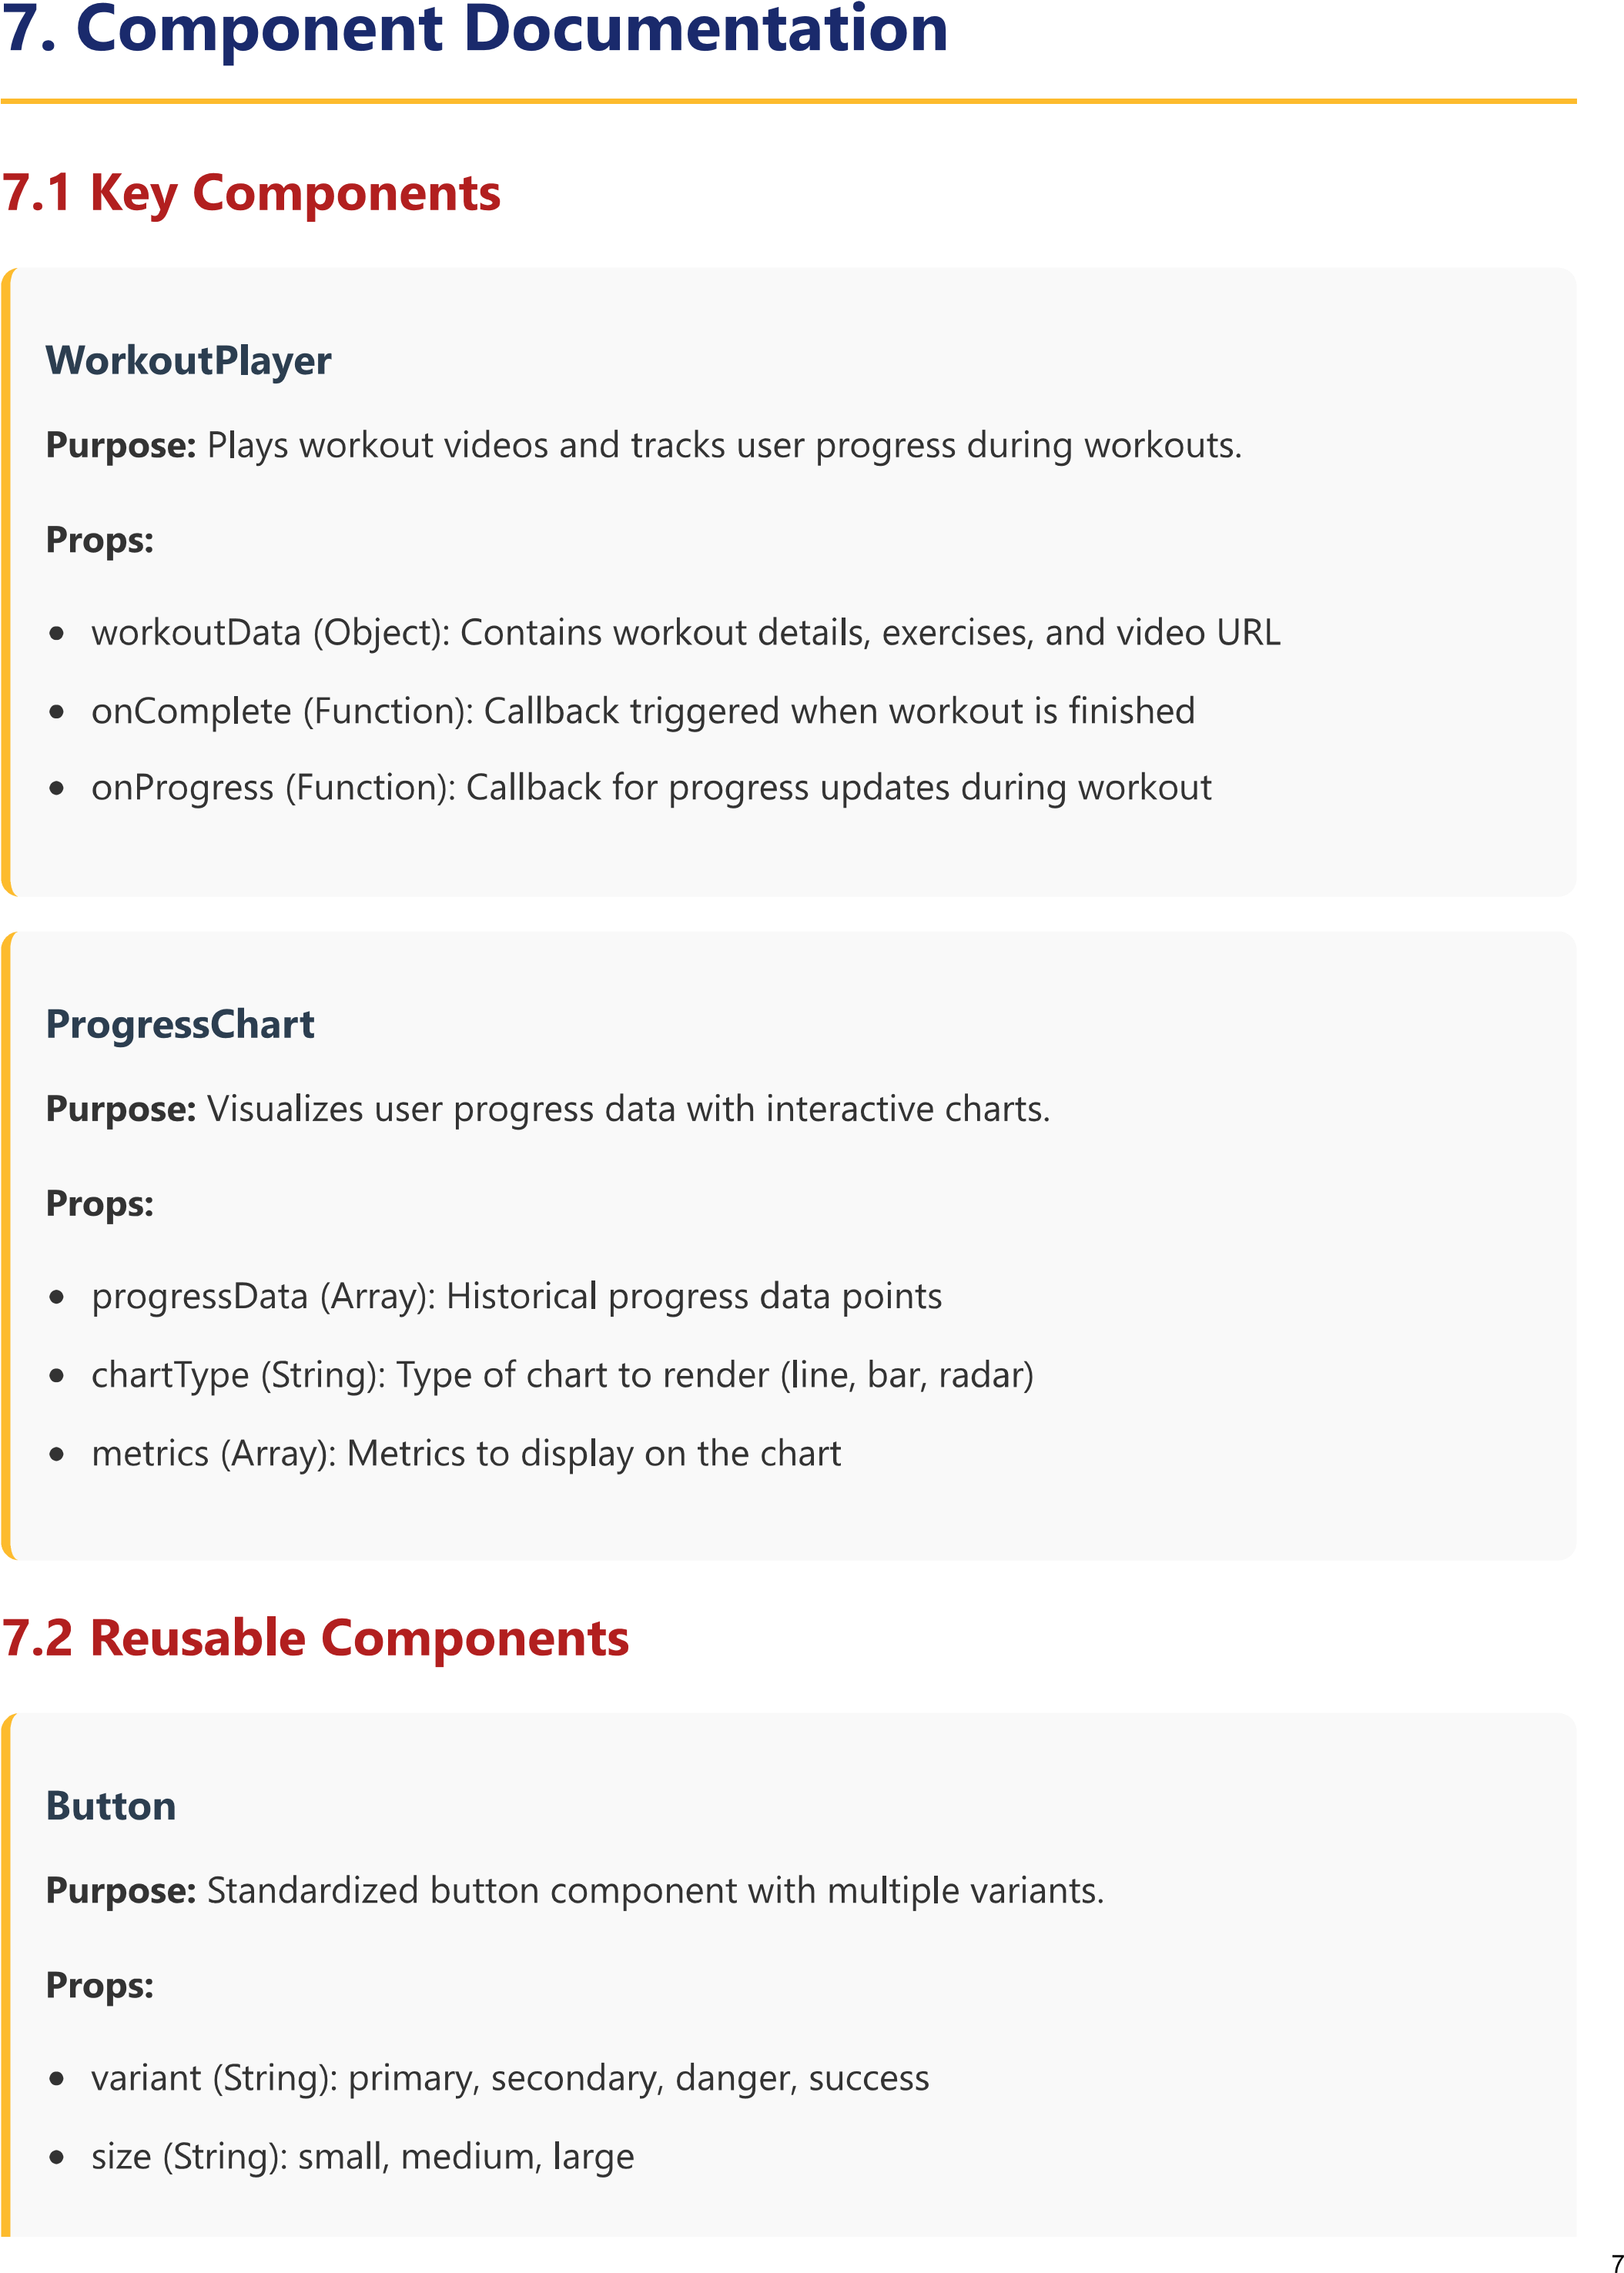 7. Component Documentation
7.1 Key Components
WorkoutPlayer
Purpose: Plays workout videos and tracks user progress during workouts.
Props:
• workoutData (Object): Contains workout details, exercises, and video URL
• onComplete (Function): Callback triggered when workout is finished
• onProgress (Function): Callback for progress updates during workout
ProgressChart
Purpose: Visualizes user progress data with interactive charts.
Props:
• progressData (Array): Historical progress data points
• chartType (String): Type of chart to render (line, bar, radar)
• metrics (Array): Metrics to display on the chart
7.2 Reusable Components
Button
Purpose: Standardized button component with multiple variants.
Props:
• variant (String): primary, secondary, danger, success
• size (String): small, medium, large
7